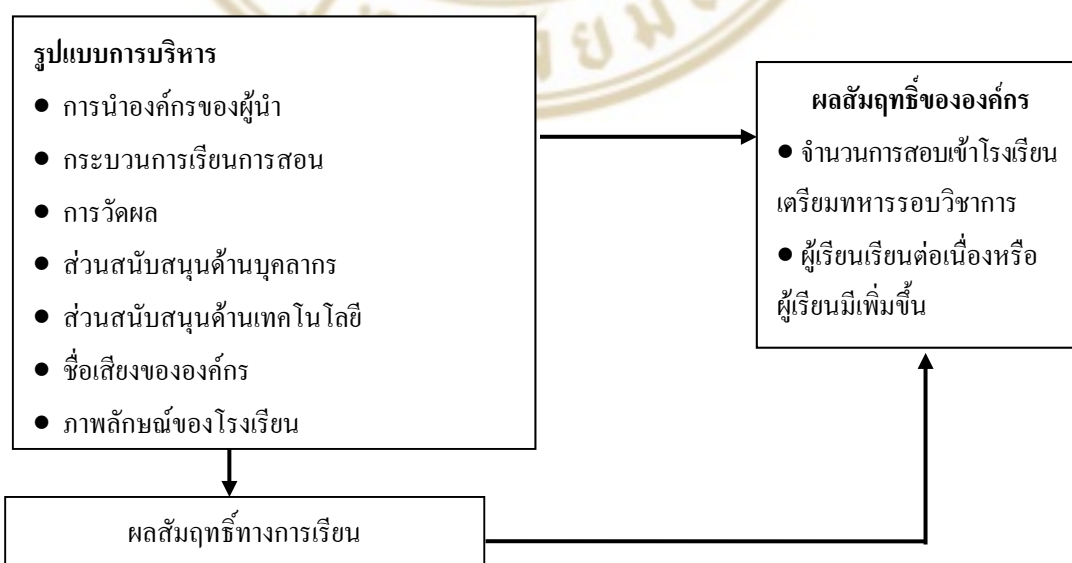 รูปแบบการบริหาร
● การนำองค์กรของผู้นำ
● กระบวนการเรียนการสอน
● การวัดผล
● ส่วนสนับสนุนด้านบุคลากร
● ส่วนสนับสนุนด้านเทคโนโลยี
● ชื่อเสียงขององค์กร
● ภาพลักษณ์ของโรงเรียน
ผลสัมฤทธิ์ขององค์กร
● จำนวนการสอบเข้าโรงเรียน
เตรียมทหารรอบวิชาการ
● ผู้เรียนเรียนต่อเนื่องหรือ
ผู้เรียนมีเพิ่มขึ้น
ผลสัมฤทธิ์ทางการเรียน